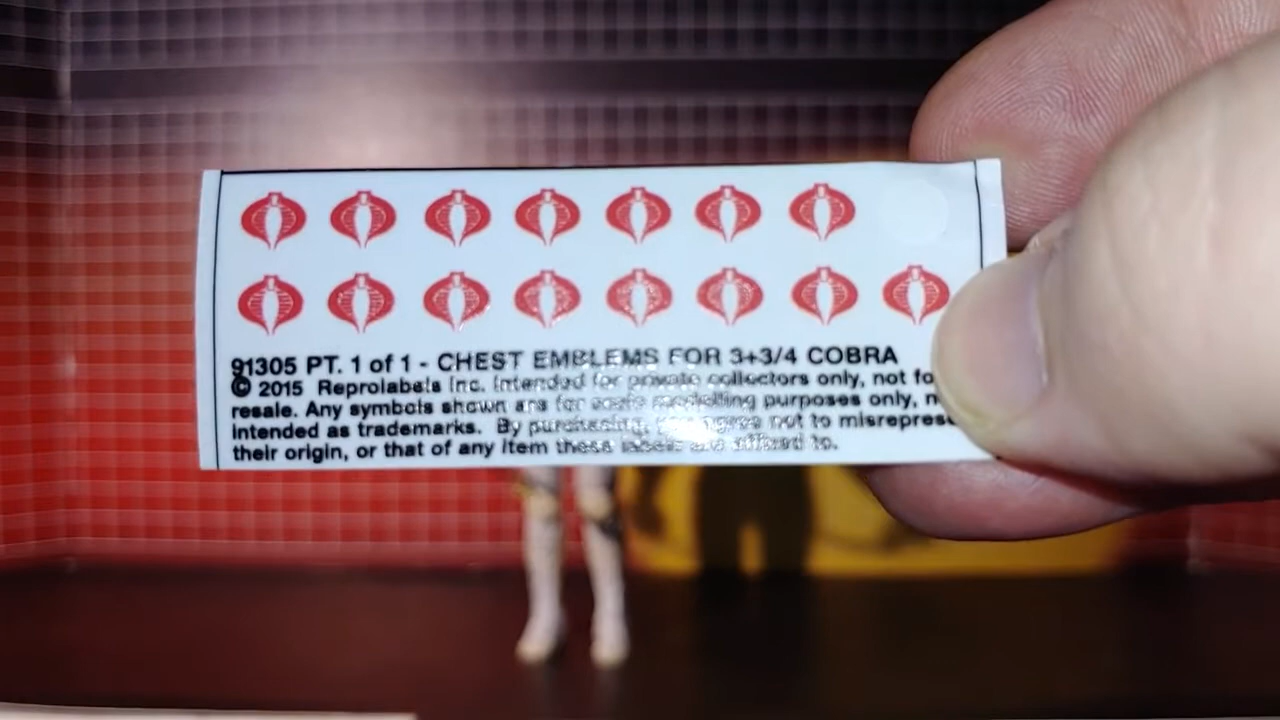 91305 PT. 1 of 1 - CHEST EMBLEMS FOR 3+3/4 COBRA
© 2015 Reprolabels Inc. Intended for private collectors only, not fo
resale. Any symbols shown are for scale modelling purposes only, n
intended as trademarks. By purchasing, you agree not to misreprese
their origin, or that of any item these labels are affixed to.